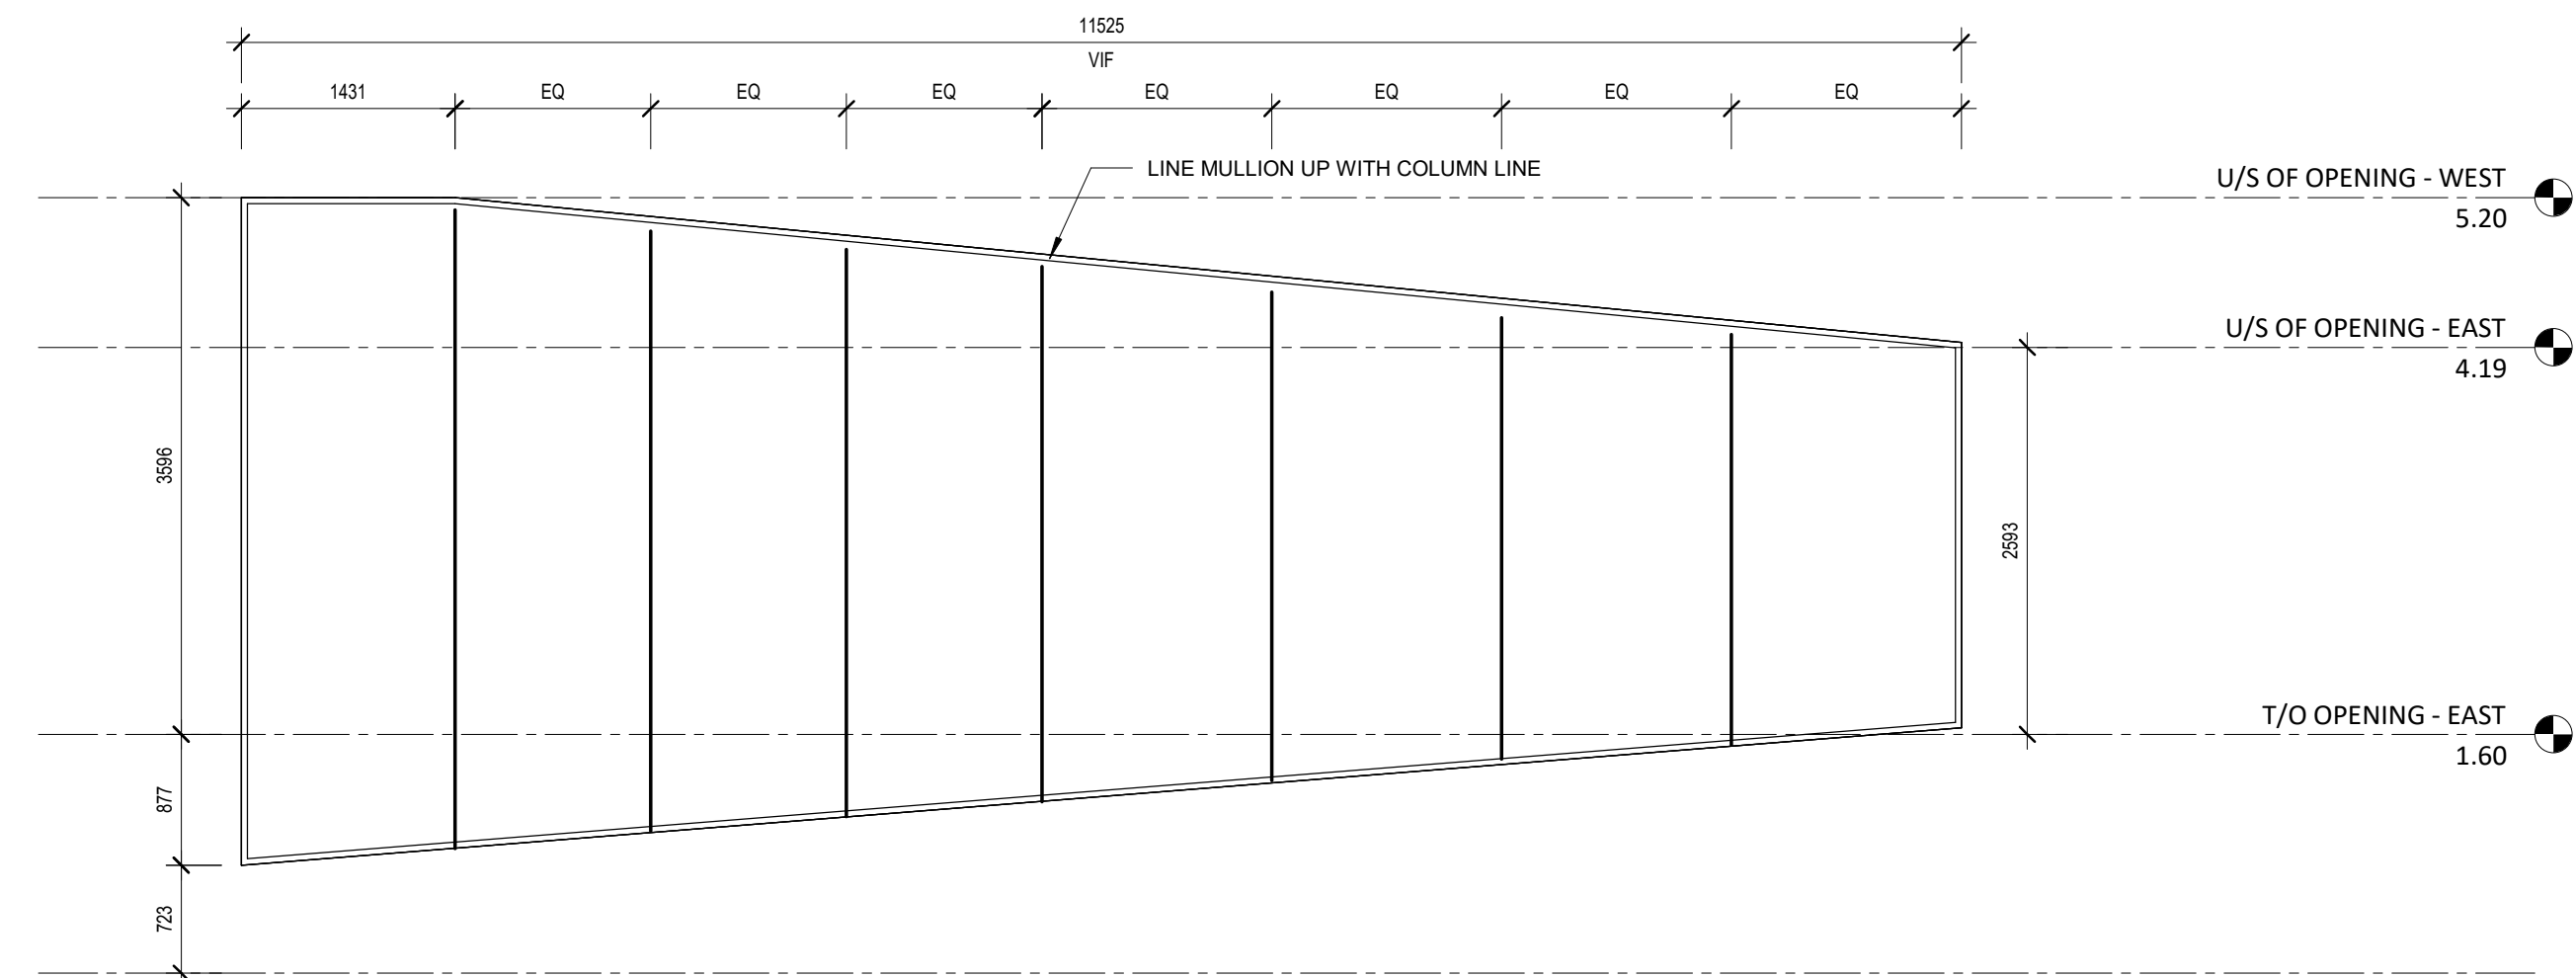 11525
VIF
1431
EQ
EQ
EQ
EQ
EQ
EQ
EQ
LINE MULLION UP WITH COLUMN LINE
U/S OF OPENING - WEST
5.20
U/S OF OPENING - EAST
4.19
3596
2593
T/O OPENING - EAST
1.60
877
723